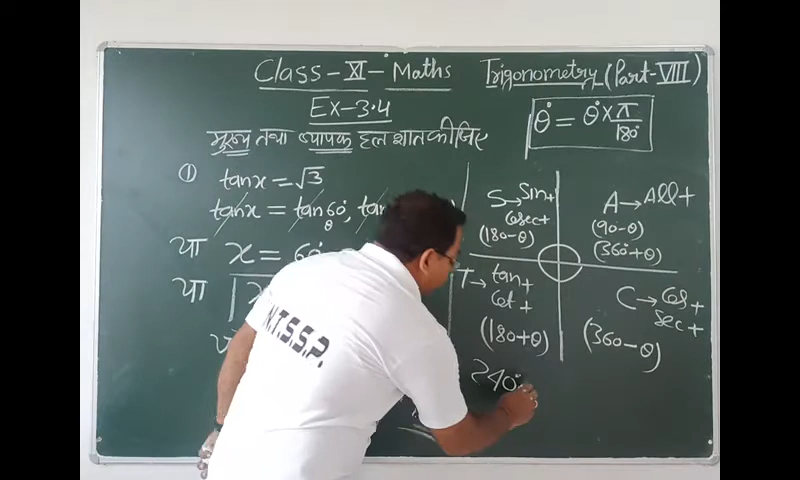 Class-XI-Maths Trigonometry (Part-VIII)
Ex-3.4
θ° = θ° × π/180°
मुख्य तथा व्यापक हल ज्ञात कीजिए
① tanx = √3
tanx = tan60°, tan
θ
या x = 60°
या
S→Sin+
Cosec+
(180-θ)
A→All+
(90-θ)
(360°+θ)
T→tan+
Cot+
(180+θ)
C→Cos+
Sec+
(360-θ)
240°
N.T.S.S.P.